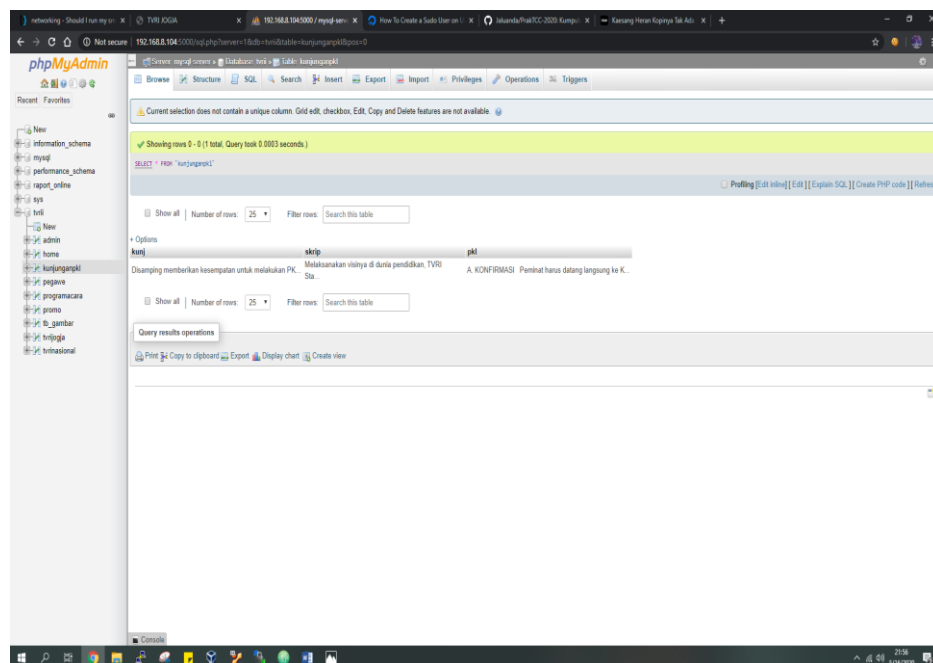 networking - Should I run my
TVRI JOGJA
192.168.8.104:5000 / mysql-serv
How To Create a Sudo User on
Jaluanda/PrakTCC-2020: Kumpul
Kaesang Heran Kopinya Tak Ada
Not secure 192.168.8.104:5000/sql.php?server=1&db=tvrii&table=kunjunganpkl&pos=0
phpMyAdmin
Recent Favorites
New
information_schema
mysql
performance_schema
raport_online
sys
tvrii
New
admin
home
kunjunganpkl
pegawe
programacara
promo
tb_gambar
tvrijogja
tvrinasional
Server: mysql-server » Database: tvrii » Table: kunjunganpkl
Browse Structure SQL Search Insert Export Import Privileges Operations Triggers
Current selection does not contain a unique column. Grid edit, checkbox, Edit, Copy and Delete features are not available.
Showing rows 0 - 0 (1 total, Query took 0.0003 seconds.)
SELECT * FROM `kunjunganpkl`
Profiling [Edit inline] [ Edit ] [ Explain SQL ] [ Create PHP code ] [ Refres
Show all Number of rows: 25 Filter rows: Search this table
+ Options
kunj skrip pkl
Disamping memberikan kesempatan untuk melakukan PK... Melaksanakan visinya di dunia pendidikan, TVRI Sta... A. KONFIRMASI Peminat harus datang langsung ke K...
Show all Number of rows: 25 Filter rows: Search this table
Query results operations
Print Copy to clipboard Export Display chart Create view
Console
21:56